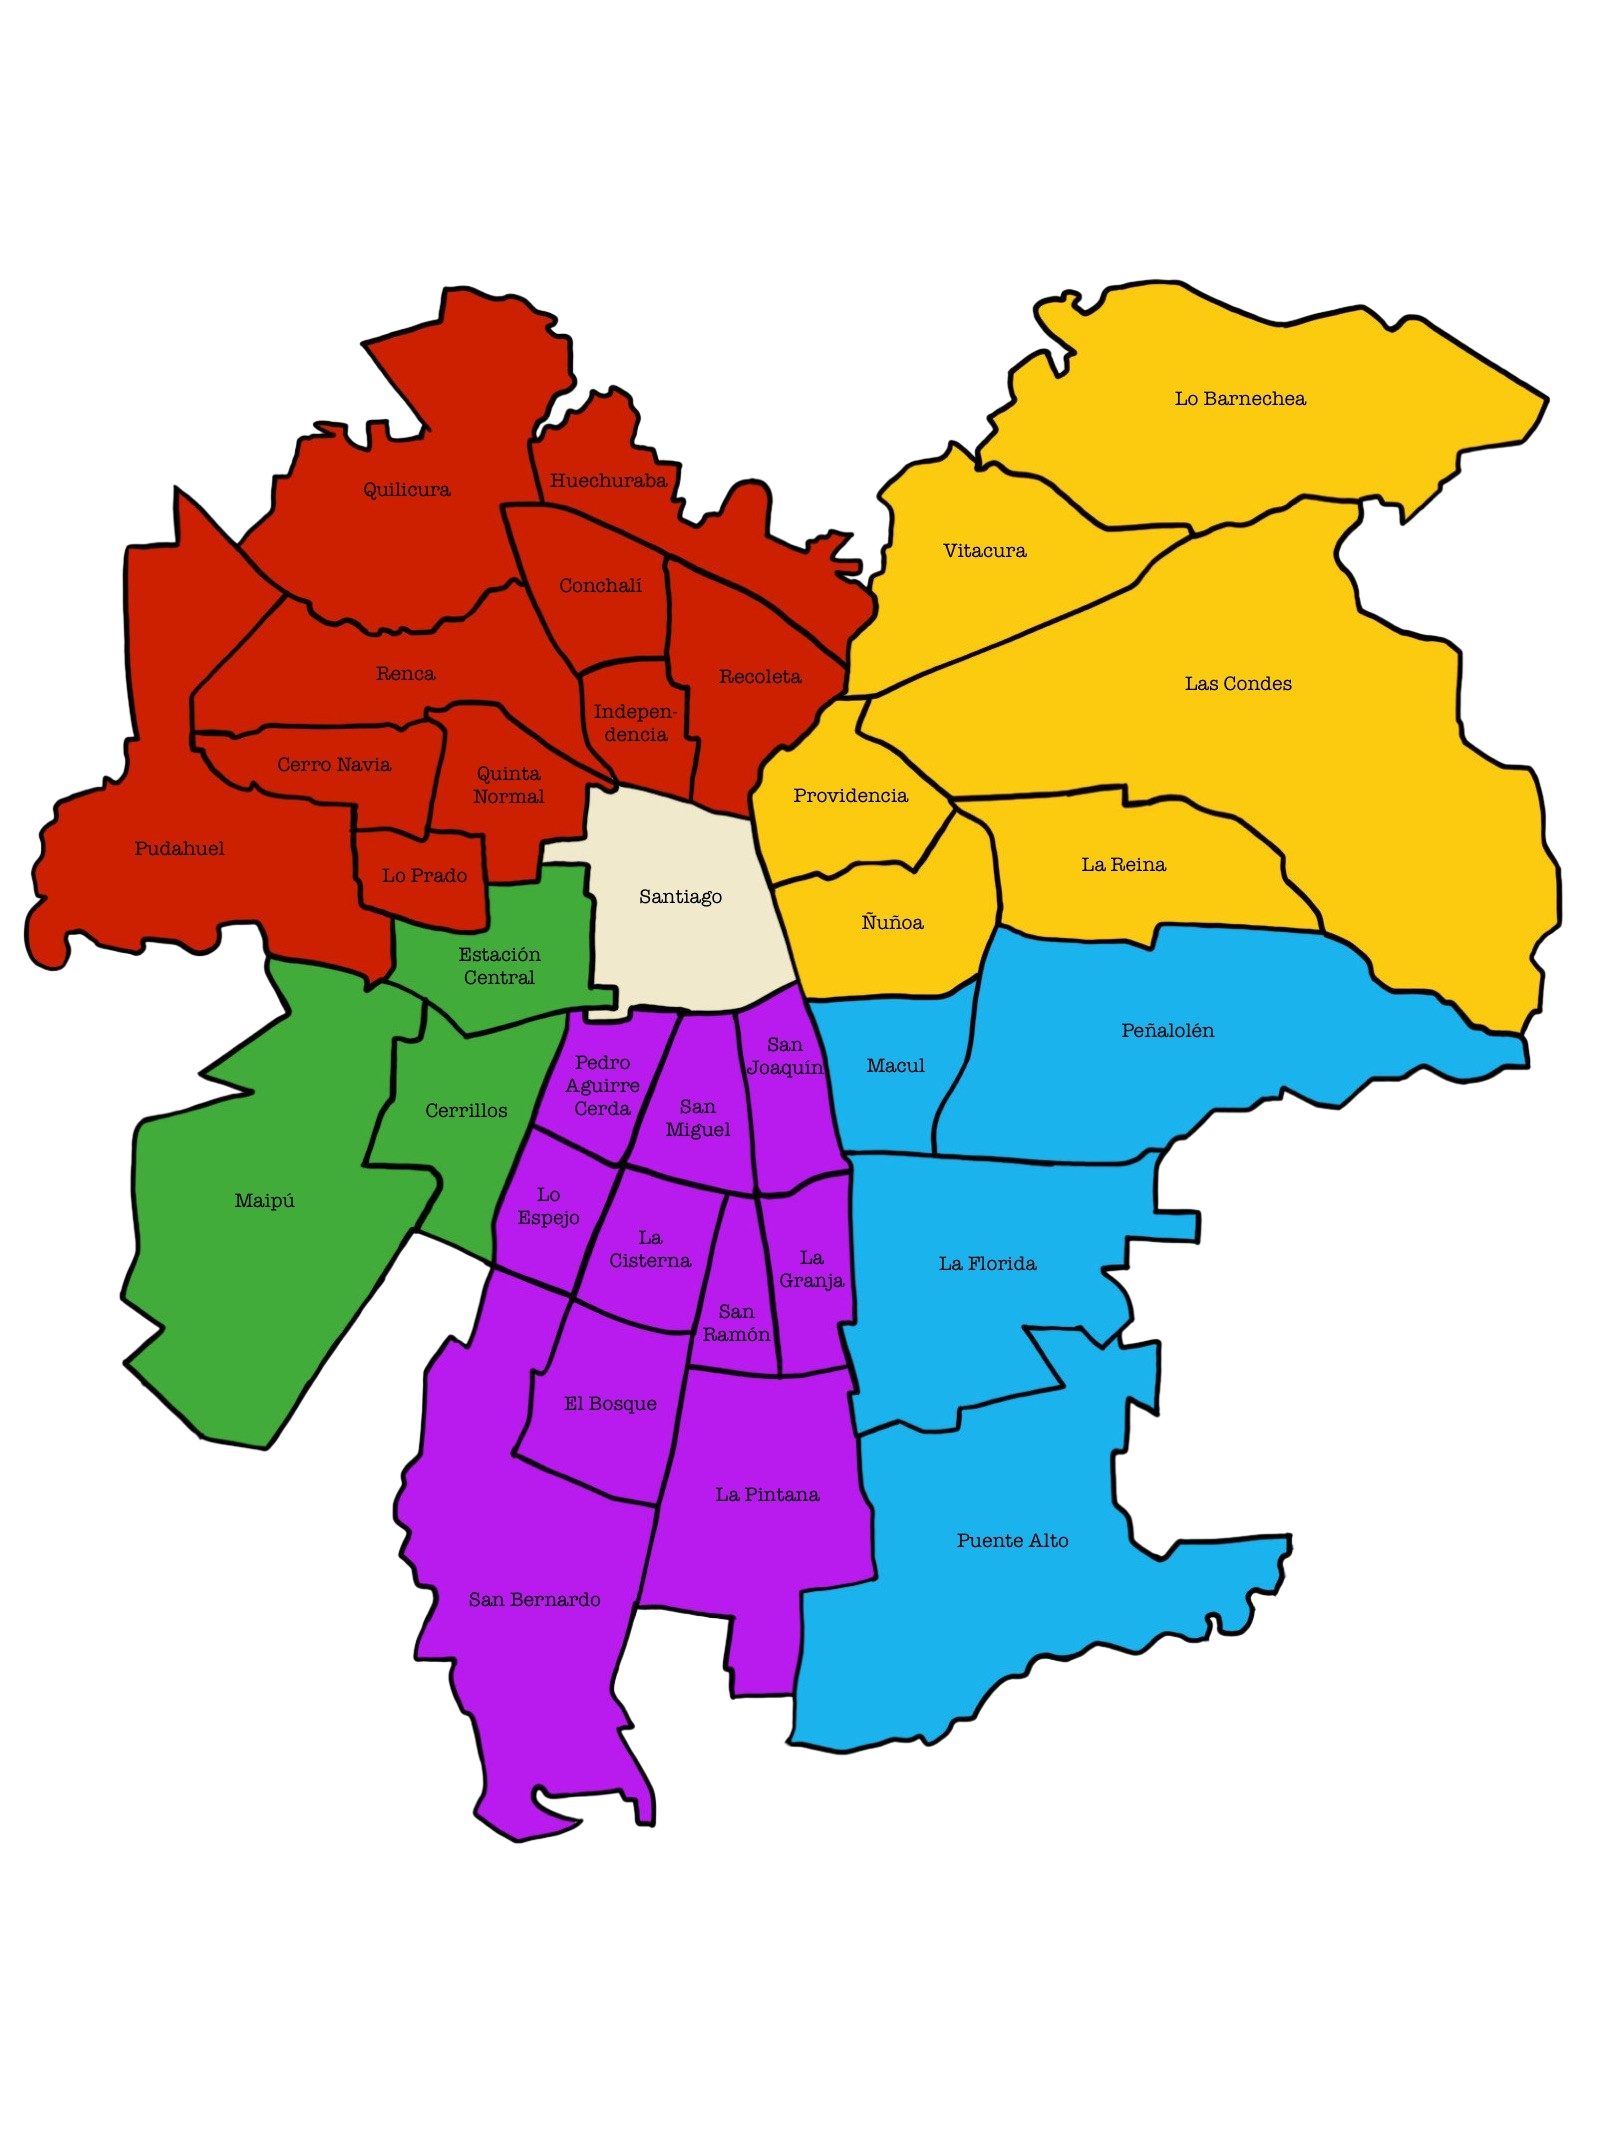 Lo Barnechea
Quilicura
Huechuraba
Vitacura
Conchalí
Renca
Recoleta
Las Condes
Indepen-
dencia
Cerro Navia
Quinta
Normal
Providencia
Pudahuel
Lo Prado
La Reina
Santiago
Ñuñoa
Estación
Central
Peñalolén
San
Joaquín
Macul
Pedro
Aguirre
Cerda
Cerrillos
San
Miguel
Maipú
Lo
Espejo
La
Cisterna
La
Granja
La Florida
San
Ramón
El Bosque
La Pintana
Puente Alto
San Bernardo